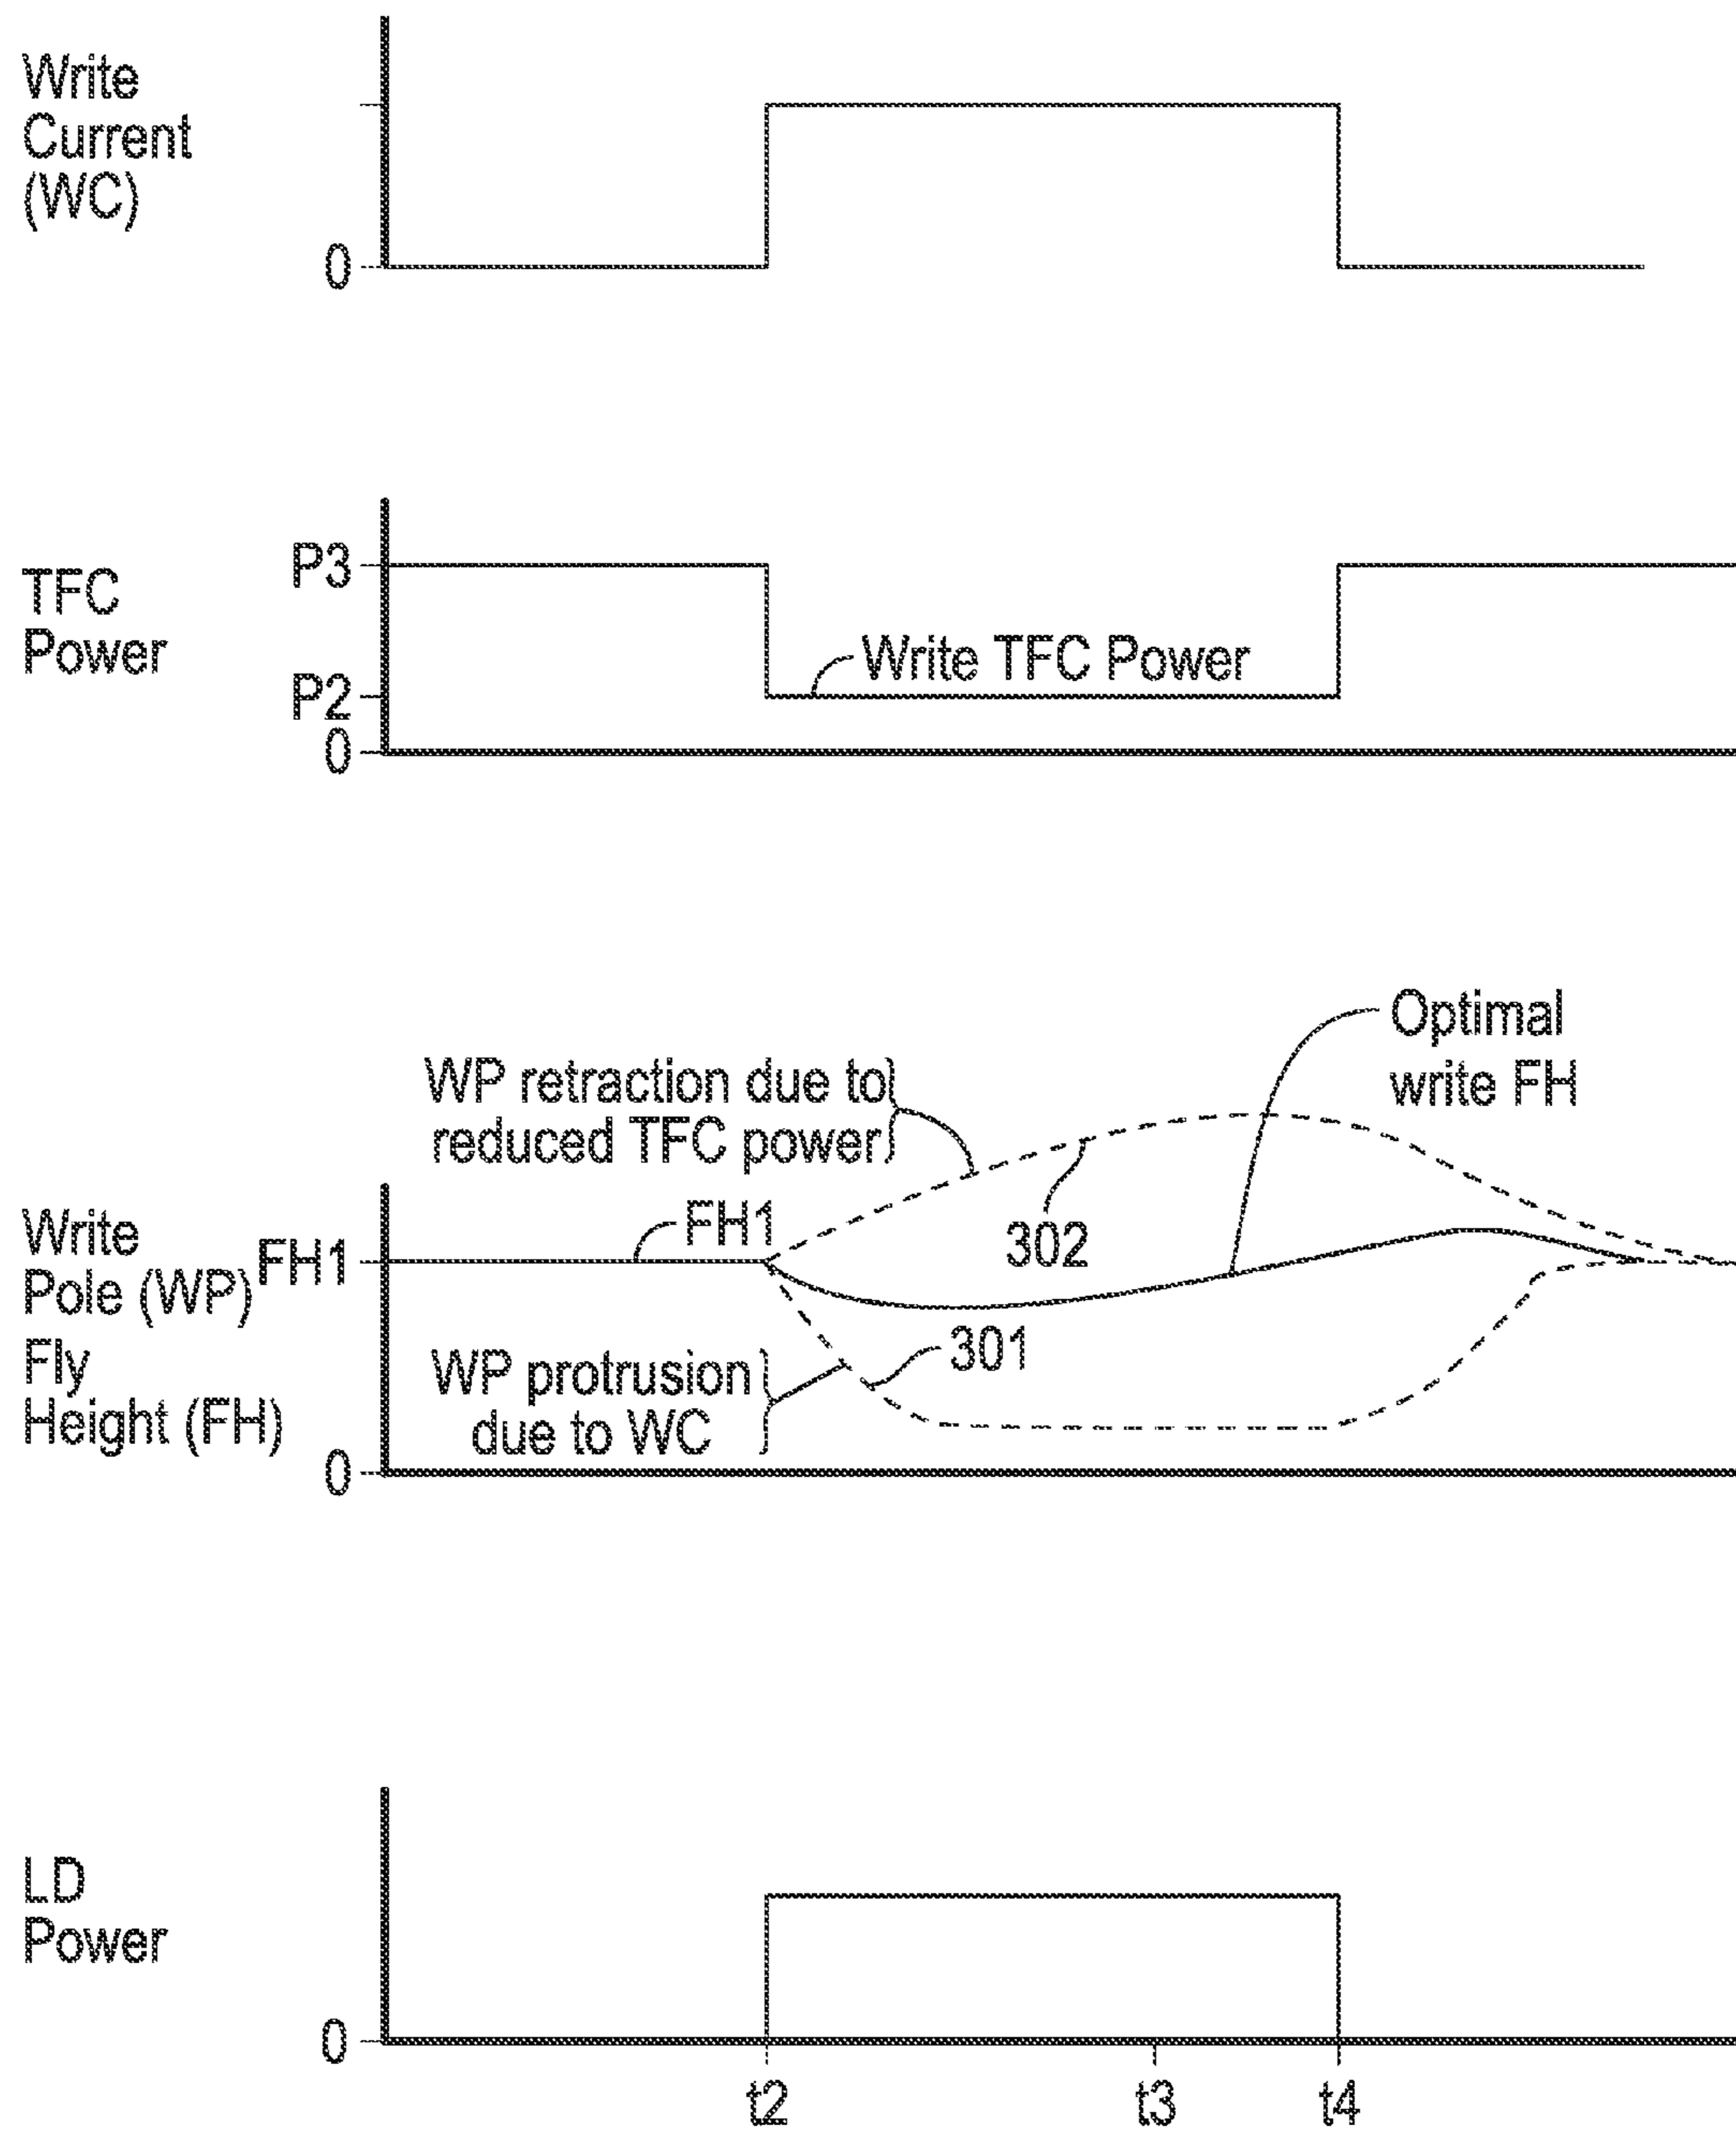 Write
Current
(WC)
0
TFC
Power
P3
P2
0
Write TFC Power
Optimal
write FH
WP retraction due to
reduced TFC power
302
Write
Pole (WP)
Fly
Height (FH)
FH1
FH1
0
301
WP protrusion
due to WC
LD
Power
0
t2
t3
t4